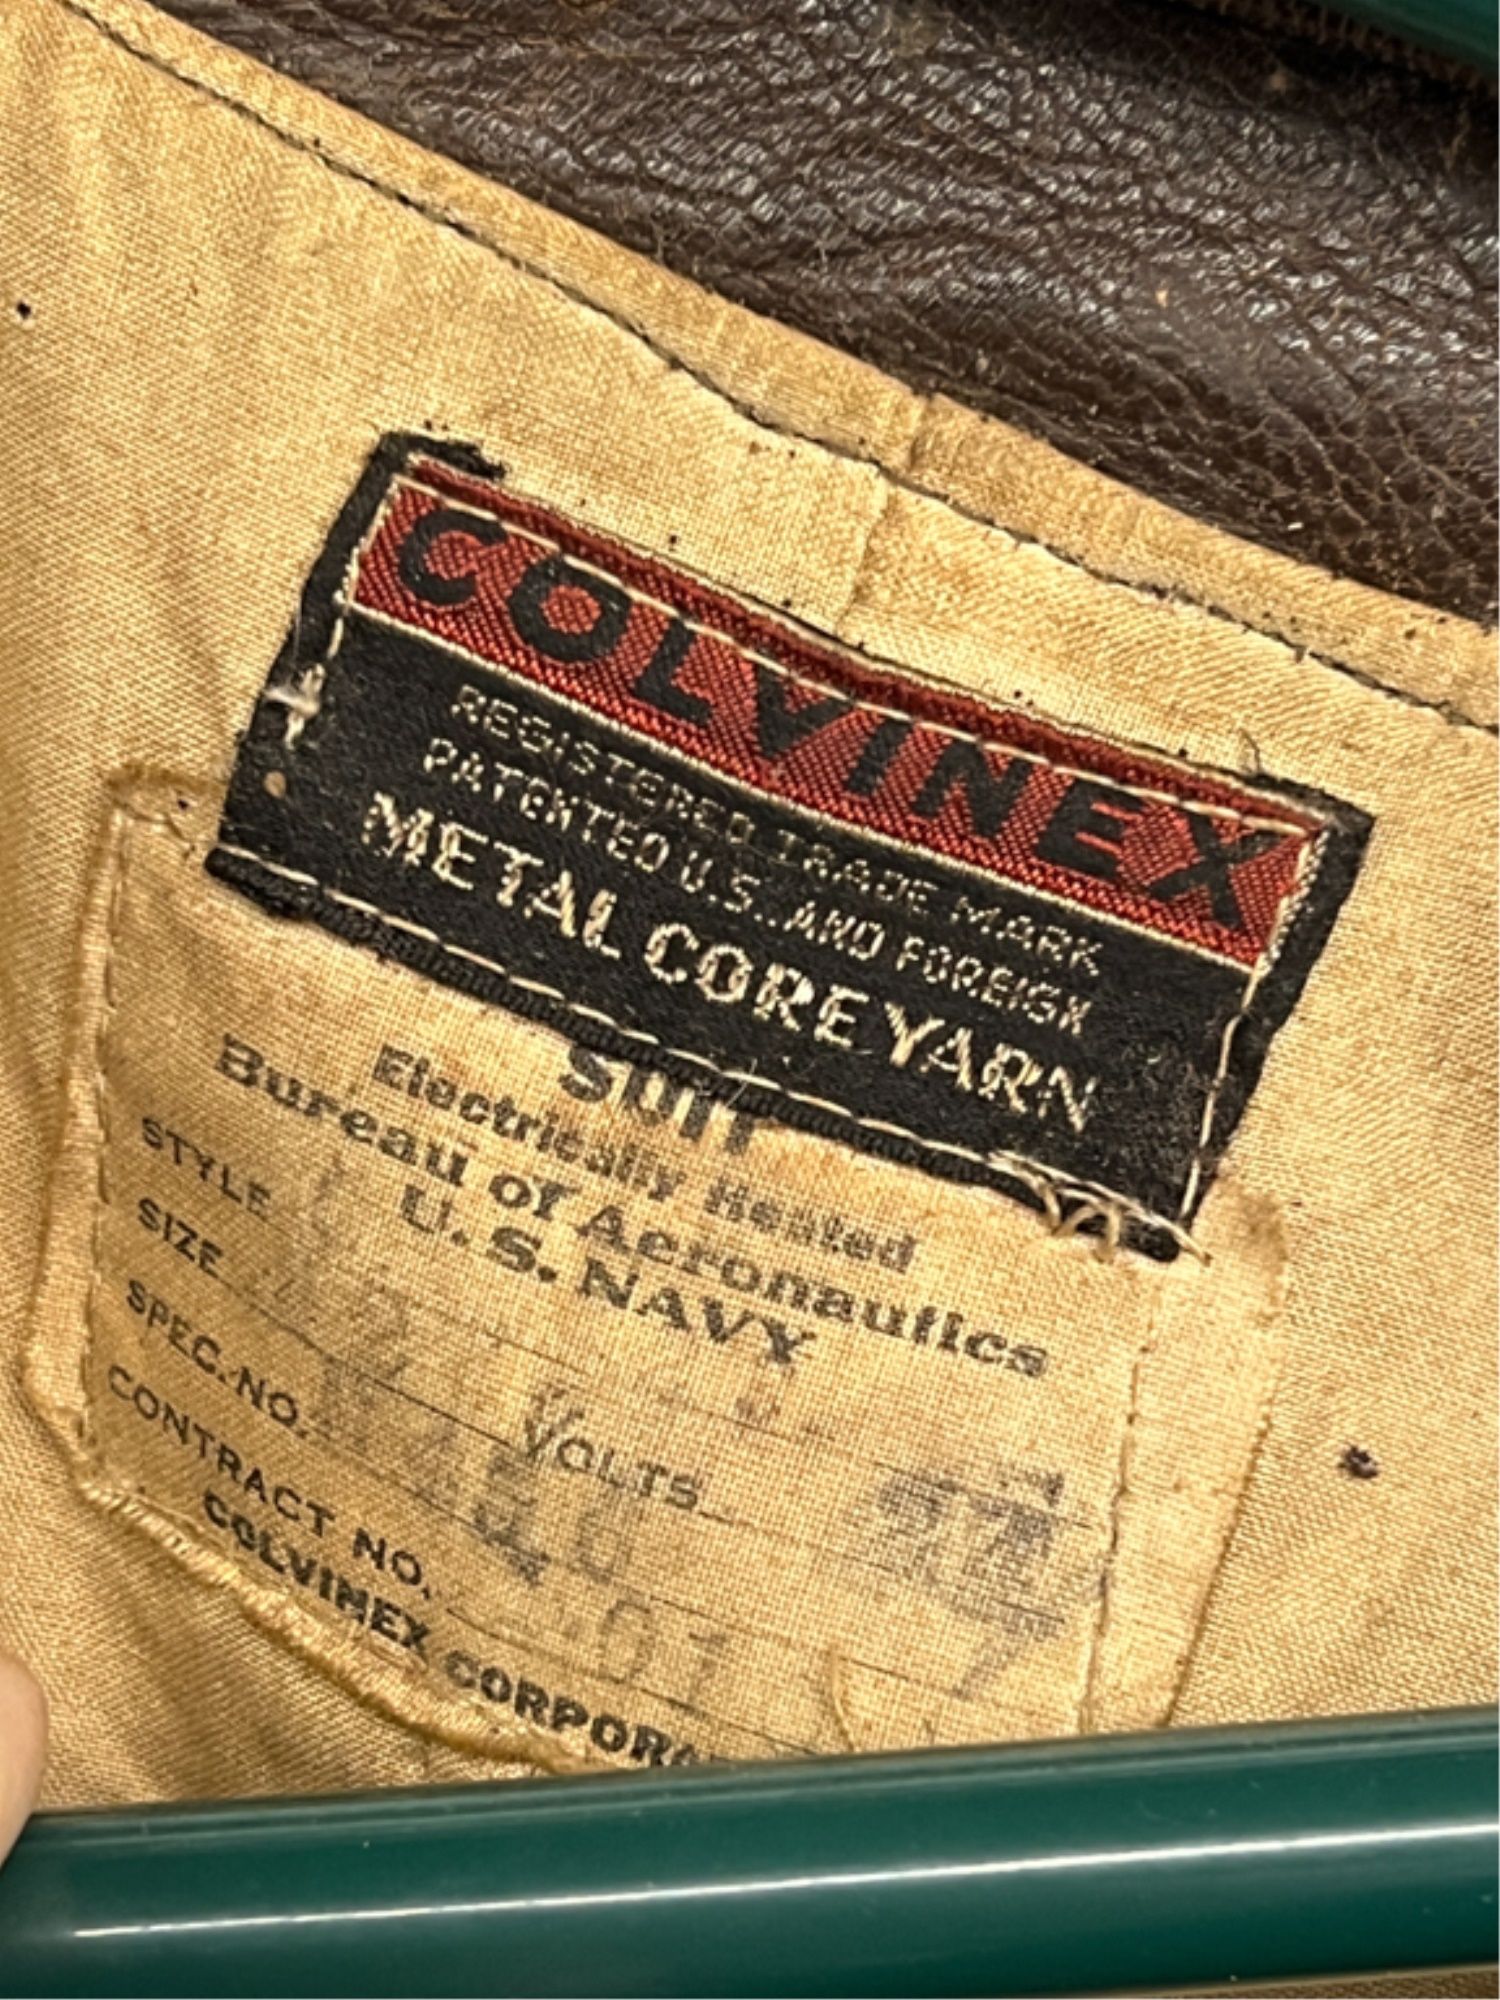 COLVINEX
REGISTERED TRADE MARK
PATENTED U.S. AND FOREIGN
METAL CORE YARN
Suit
Electrically Heated
Bureau of Aeronautics
U. S. NAVY
STYLE
SIZE
SPEC. NO. VOLTS
CONTRACT NO.
COLVINEX CORPORA